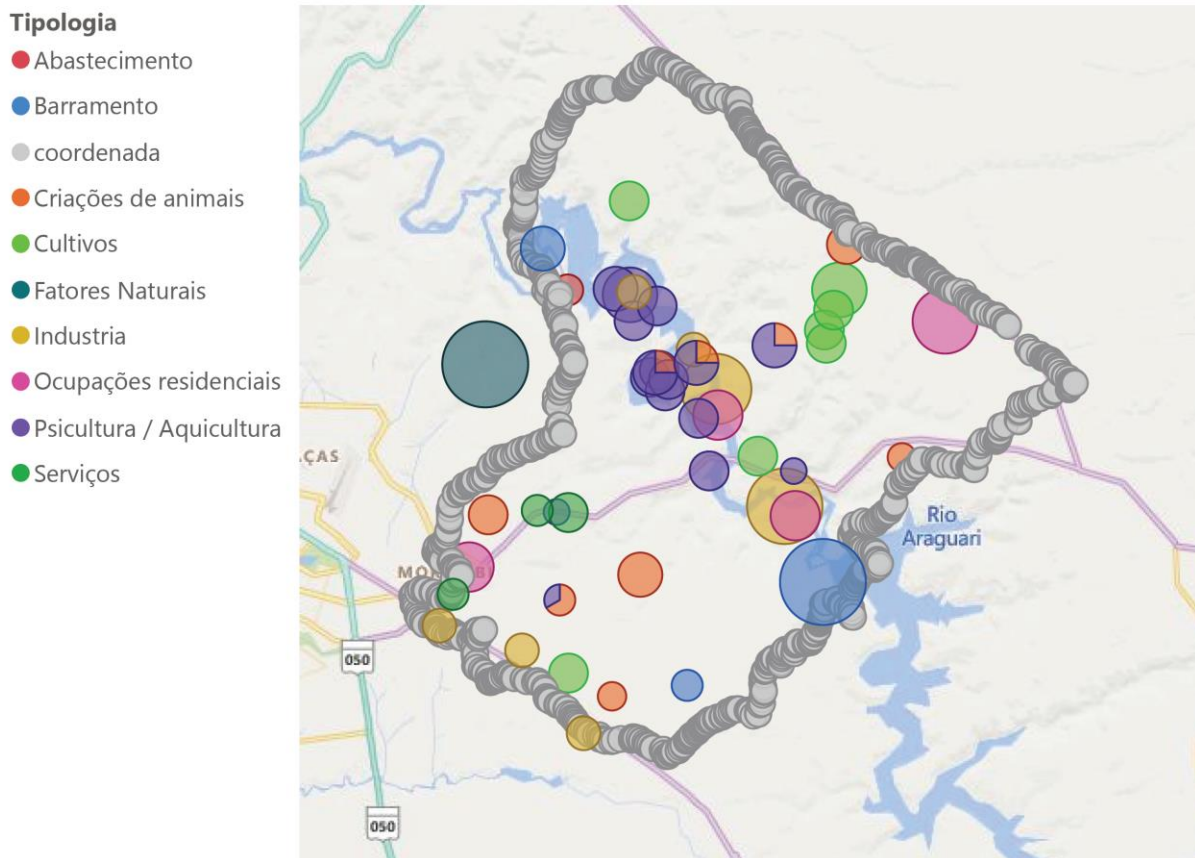 Tipologia
Abastecimento
Barramento
coordenada
Criações de animais
Cultivos
Fatores Naturais
Industria
Ocupações residenciais
Psicultura / Aquicultura
Serviços
AÇAS
Rio
Araguari
050
050